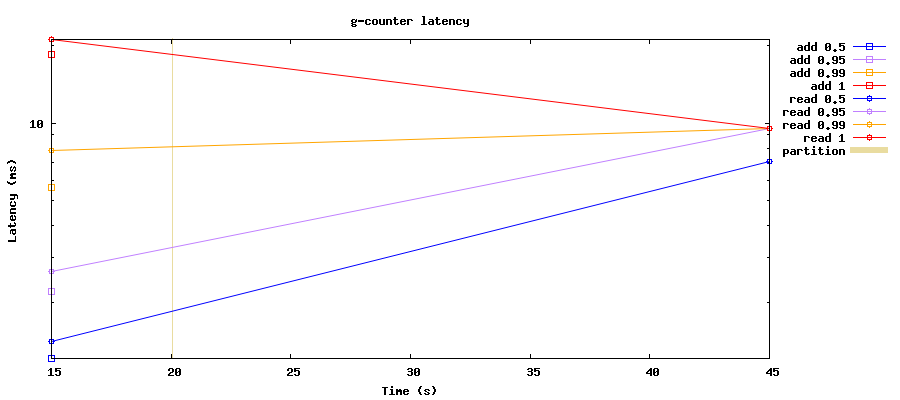 g-counter latency
add 0.5
add 0.95
add 0.99
add 1
read 0.5
read 0.95
read 0.99
read 1
partition
10
Latency (ms)
15 20 25 30 35 40 45
Time (s)